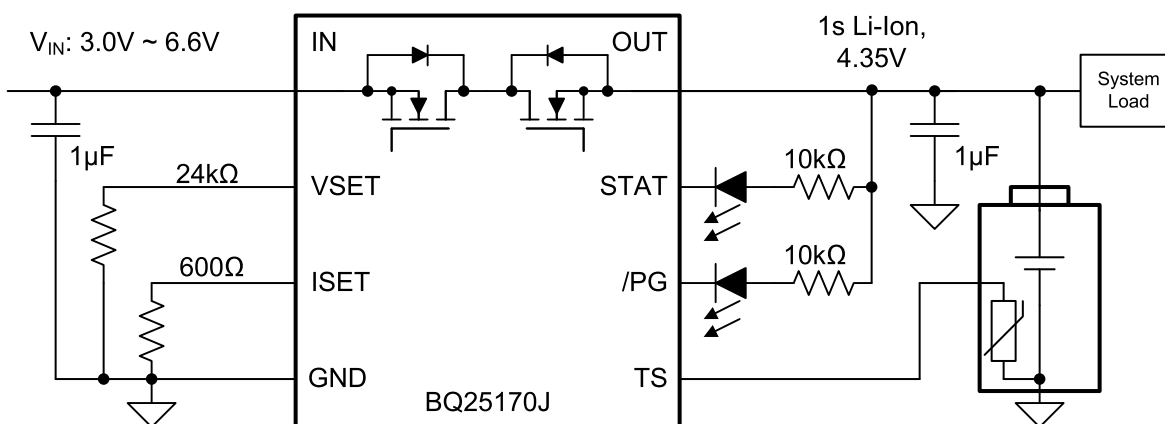 V_IN: 3.0V ~ 6.6V
IN
OUT
1s Li-Ion,
4.35V
System
Load
1µF
24kΩ
VSET
STAT
10kΩ
1µF
600Ω
ISET
/PG
10kΩ
GND
TS
BQ25170J